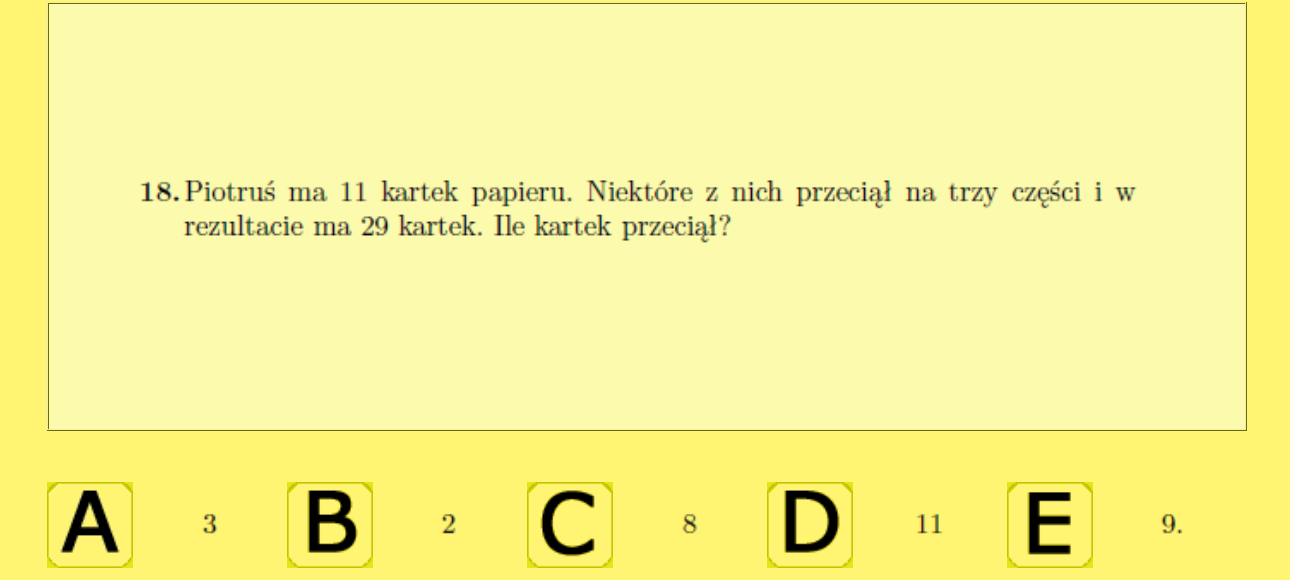 18. Piotruś ma 11 kartek papieru. Niektóre z nich przeciął na trzy części i w
rezultacie ma 29 kartek. Ile kartek przeciął?
A 3 B 2 C 8 D 11 E 9.